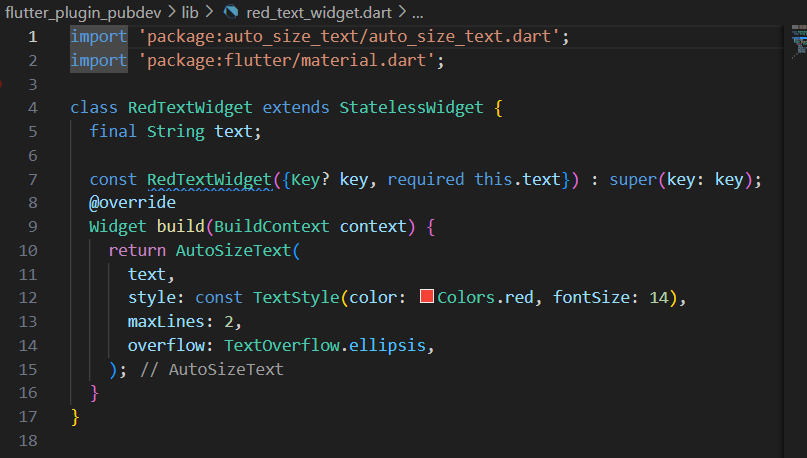 flutter_plugin_pubdev > lib > red_text_widget.dart > ...
1 import 'package:auto_size_text/auto_size_text.dart';
2 import 'package:flutter/material.dart';
3
4 class RedTextWidget extends StatelessWidget {
5   final String text;
6
7   const RedTextWidget({Key? key, required this.text}) : super(key: key);
8   @override
9   Widget build(BuildContext context) {
10     return AutoSizeText(
11       text,
12       style: const TextStyle(color: Colors.red, fontSize: 14),
13       maxLines: 2,
14       overflow: TextOverflow.ellipsis,
15     ); // AutoSizeText
16   }
17 }
18